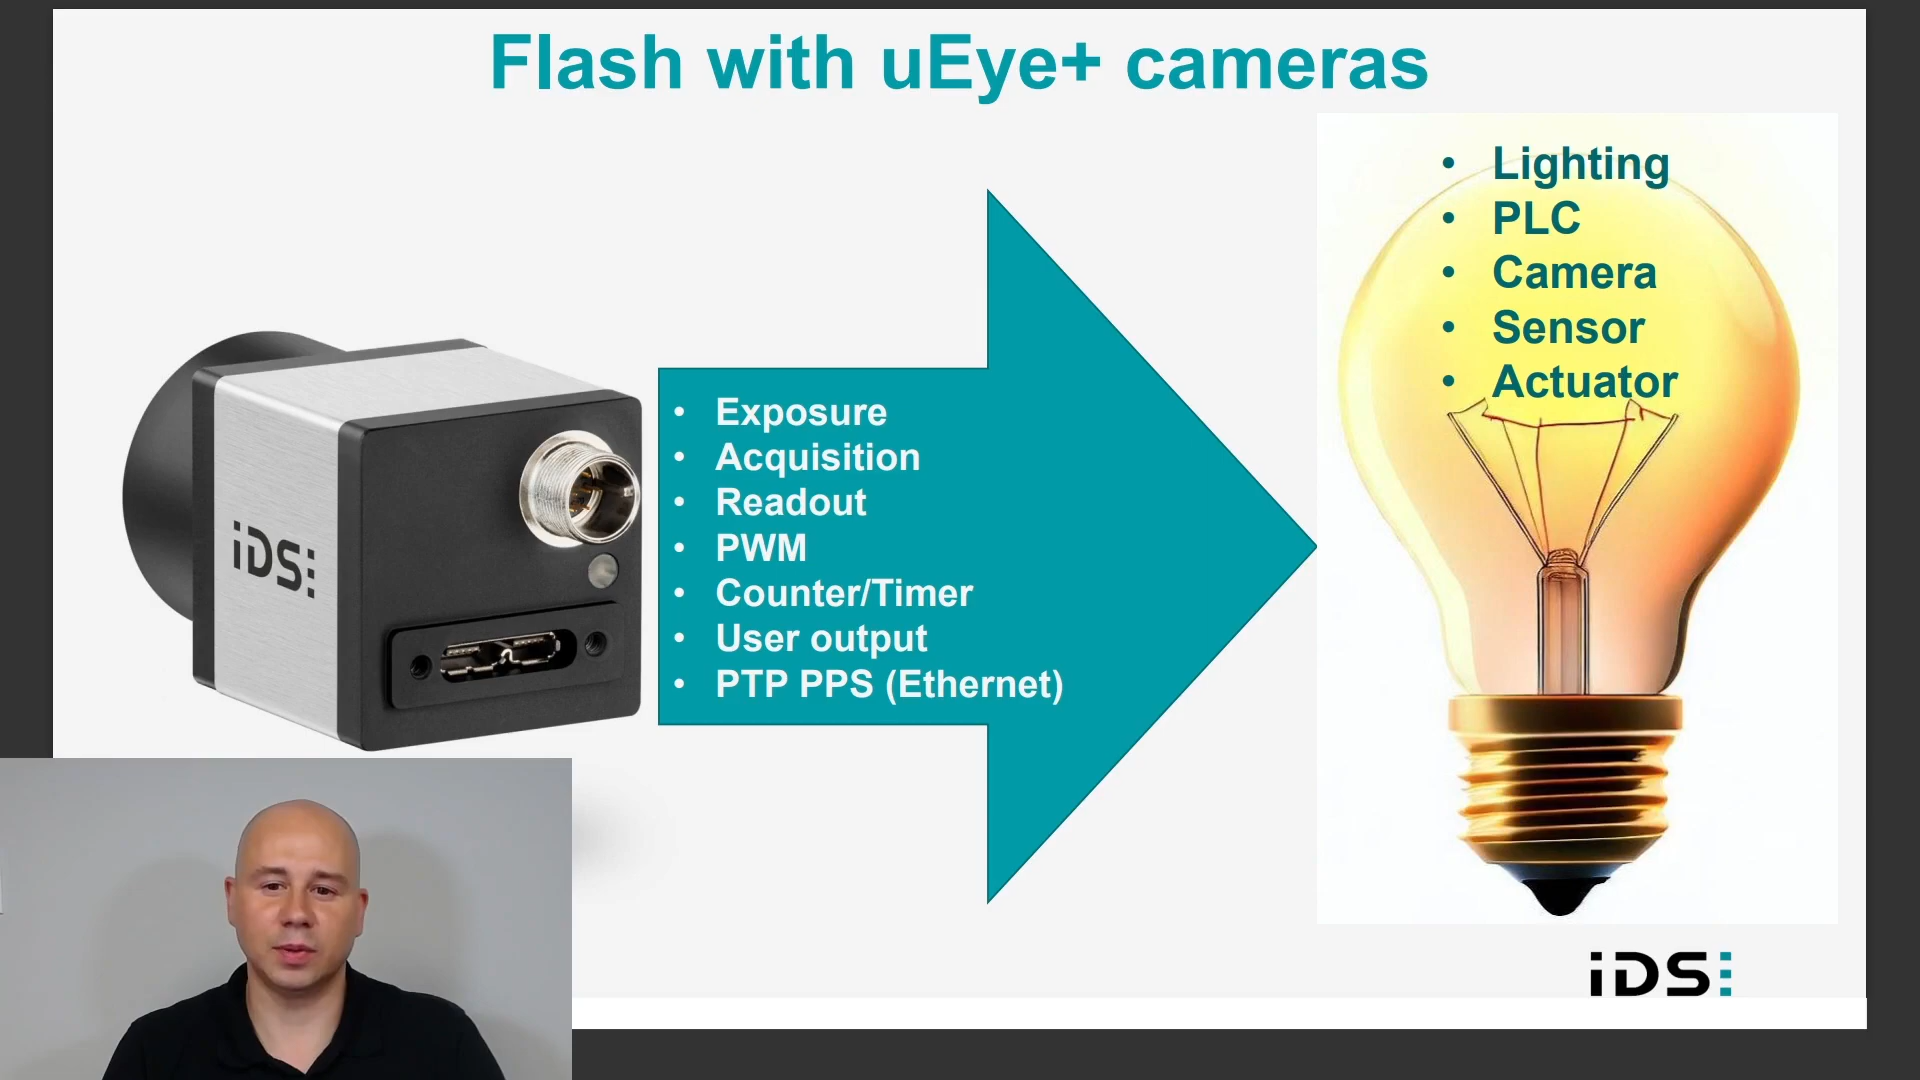 Flash with uEye+ cameras
• Lighting
• PLC
• Camera
• Sensor
• Actuator
• Exposure
• Acquisition
• Readout
• PWM
• Counter/Timer
• User output
• PTP PPS (Ethernet)
iDS
iDS